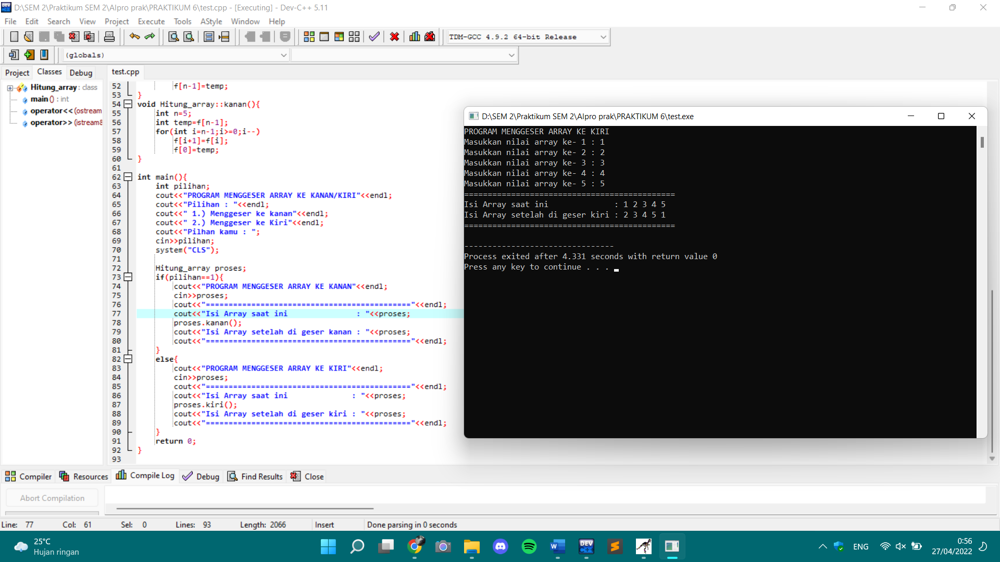 D:\SEM 2\Praktikum SEM 2\Alpro prak\PRAKTIKUM 6\test.cpp - [Executing] - Dev-C++ 5.11
File Edit Search View Project Execute Tools AStyle Window Help
TDM-GCC 4.9.2 64-bit Release
(globals)
Project Classes Debug
test.cpp
Hitung_array : class
main () : int
operator<< (ostream
operator>> (istream&
52 f[n-1]=temp;
53 }
54 void Hitung_array::kanan(){
55 int n=5;
56 int temp=f[n-1];
57 for(int i=n-1;i>=0;i--)
58 f[i+1]=f[i];
59 f[0]=temp;
60 }
61
62 int main(){
63 int pilihan;
64 cout<<"PROGRAM MENGGESER ARRAY KE KANAN/KIRI"<<endl;
65 cout<<"Pilihan : "<<endl;
66 cout<<" 1.) Menggeser ke kanan"<<endl;
67 cout<<" 2.) Menggeser ke Kiri"<<endl;
68 cout<<"Pilhan kamu : ";
69 cin>>pilihan;
70 system("CLS");
71
72 Hitung_array proses;
73 if(pilihan==1){
74 cout<<"PROGRAM MENGGESER ARRAY KE KANAN"<<endl;
75 cin>>proses;
76 cout<<"============================================="<<endl;
77 cout<<"Isi Array saat ini               : "<<proses;
78 proses.kanan();
79 cout<<"Isi Array setelah di geser kanan : "<<proses;
80 cout<<"============================================="<<endl;
81 }
82 else{
83 cout<<"PROGRAM MENGGESER ARRAY KE KIRI"<<endl;
84 cin>>proses;
85 cout<<"============================================="<<endl;
86 cout<<"Isi Array saat ini              : "<<proses;
87 proses.kiri();
88 cout<<"Isi Array setelah di geser kiri : "<<proses;
89 cout<<"============================================="<<endl;
90 }
91 return 0;
92 }
93
D:\SEM 2\Praktikum SEM 2\Alpro prak\PRAKTIKUM 6\test.exe
PROGRAM MENGGESER ARRAY KE KIRI
Masukkan nilai array ke- 1 : 1
Masukkan nilai array ke- 2 : 2
Masukkan nilai array ke- 3 : 3
Masukkan nilai array ke- 4 : 4
Masukkan nilai array ke- 5 : 5
=============================================
Isi Array saat ini              : 1 2 3 4 5
Isi Array setelah di geser kiri : 2 3 4 5 1
=============================================
--------------------------------
Process exited after 4.331 seconds with return value 0
Press any key to continue . . .
Compiler Resources Compile Log Debug Find Results Close
Abort Compilation
Line: 77 Col: 61 Sel: 0 Lines: 93 Length: 2066 Insert Done parsing in 0 seconds
25°C
Hujan ringan
W
DEV
C++
ENG
0:56
27/04/2022